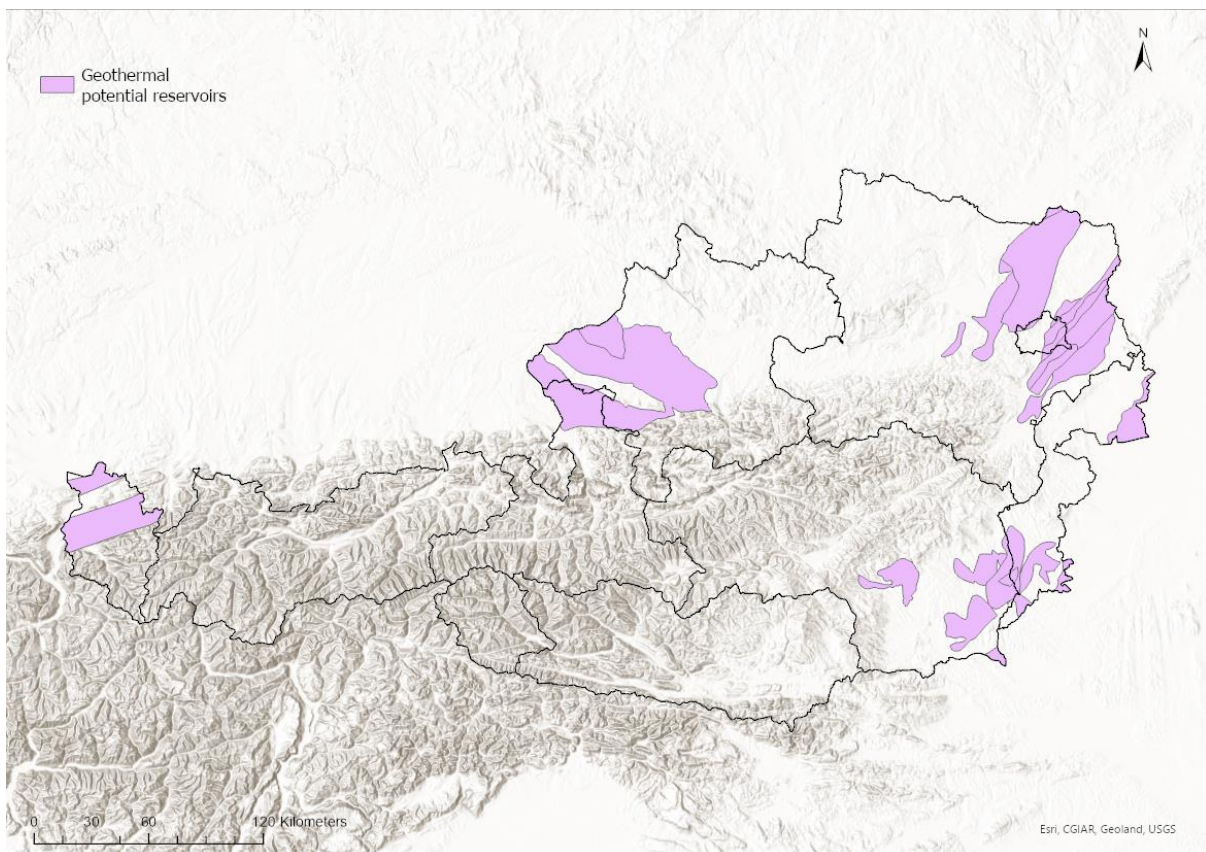 N
Geothermal
potential reservoirs
0 30 60 120 Kilometers
Esri, CGIAR, Geoland, USGS